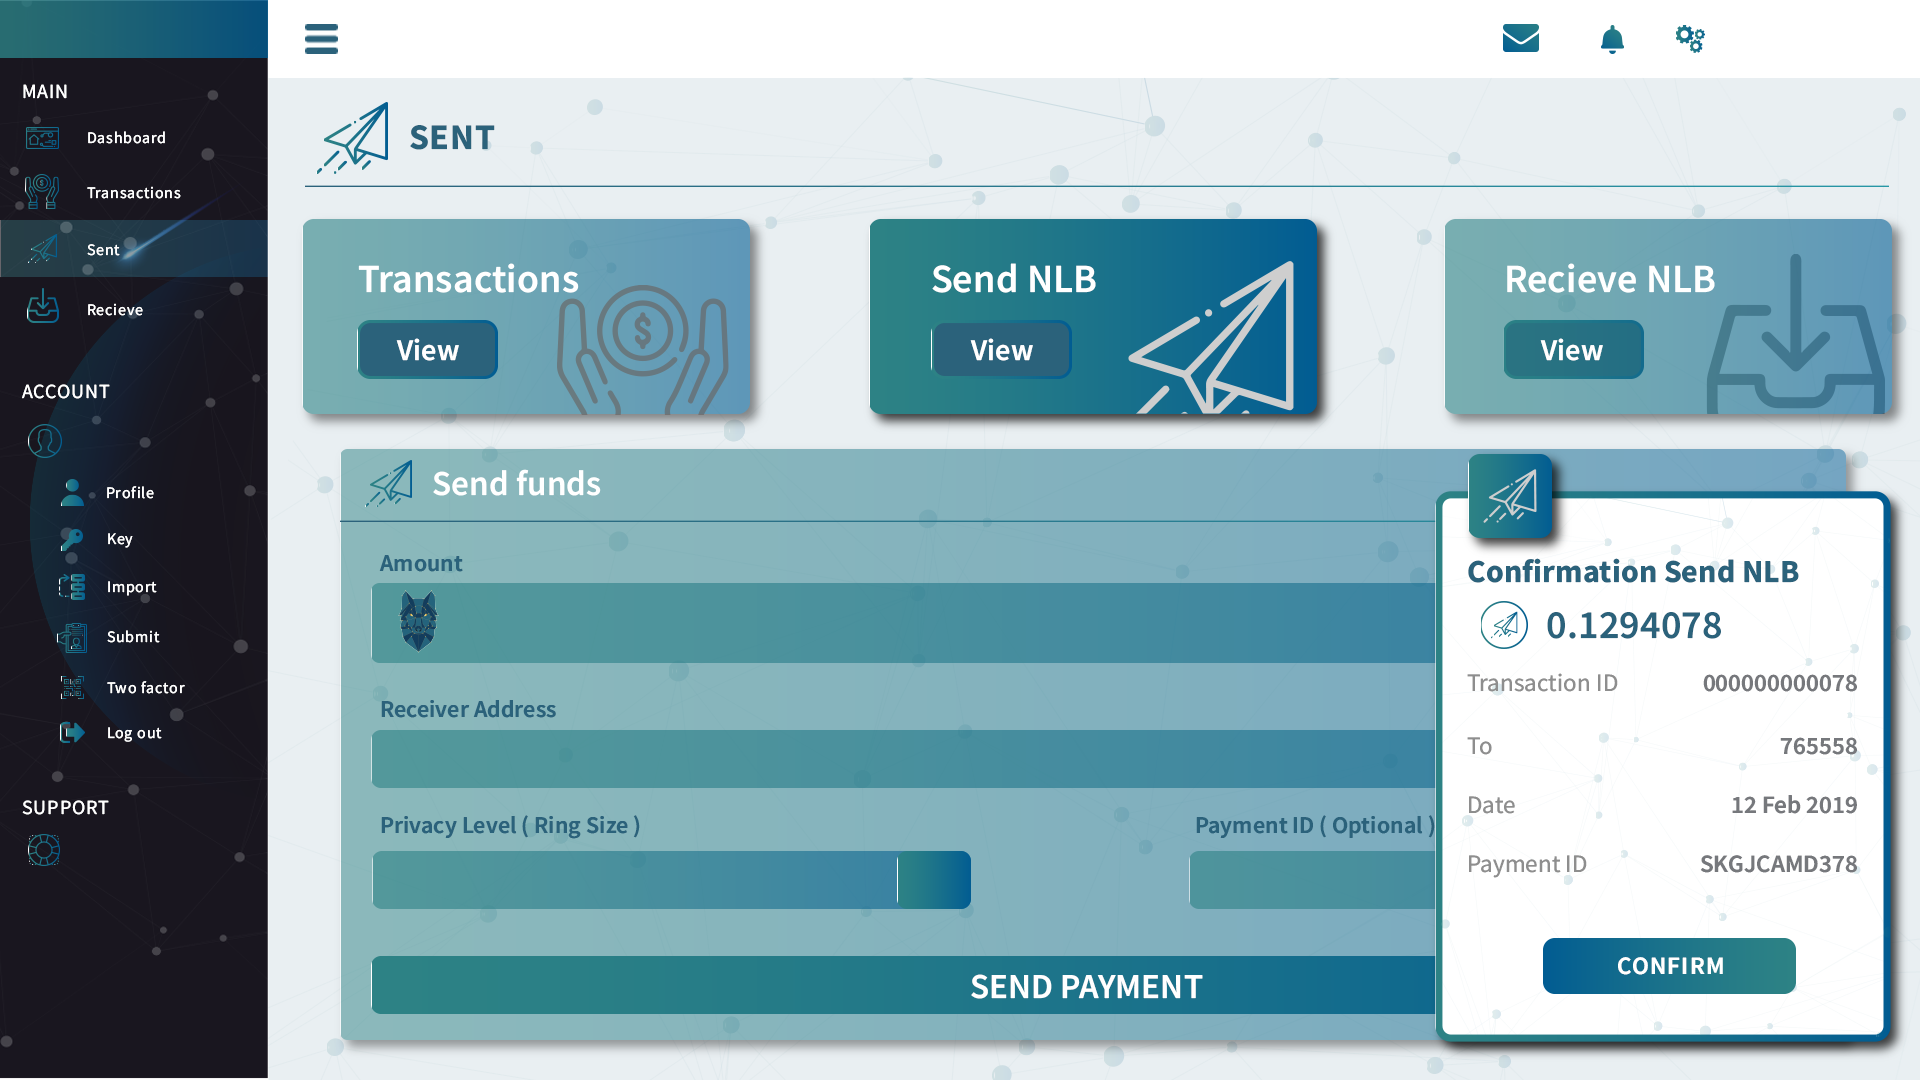 MAIN
Dashboard
Transactions
Sent
Recieve
ACCOUNT
Profile
Key
Import
Submit
Two factor
Log out
SUPPORT
SENT
Transactions
View
Send NLB
View
Recieve NLB
View
Send funds
Amount
Receiver Address
Privacy Level ( Ring Size )
Payment ID ( Optional )
SEND PAYMENT
Confirmation Send NLB
0.1294078
Transaction ID 000000000078
To 765558
Date 12 Feb 2019
Payment ID SKGJCAMD378
CONFIRM